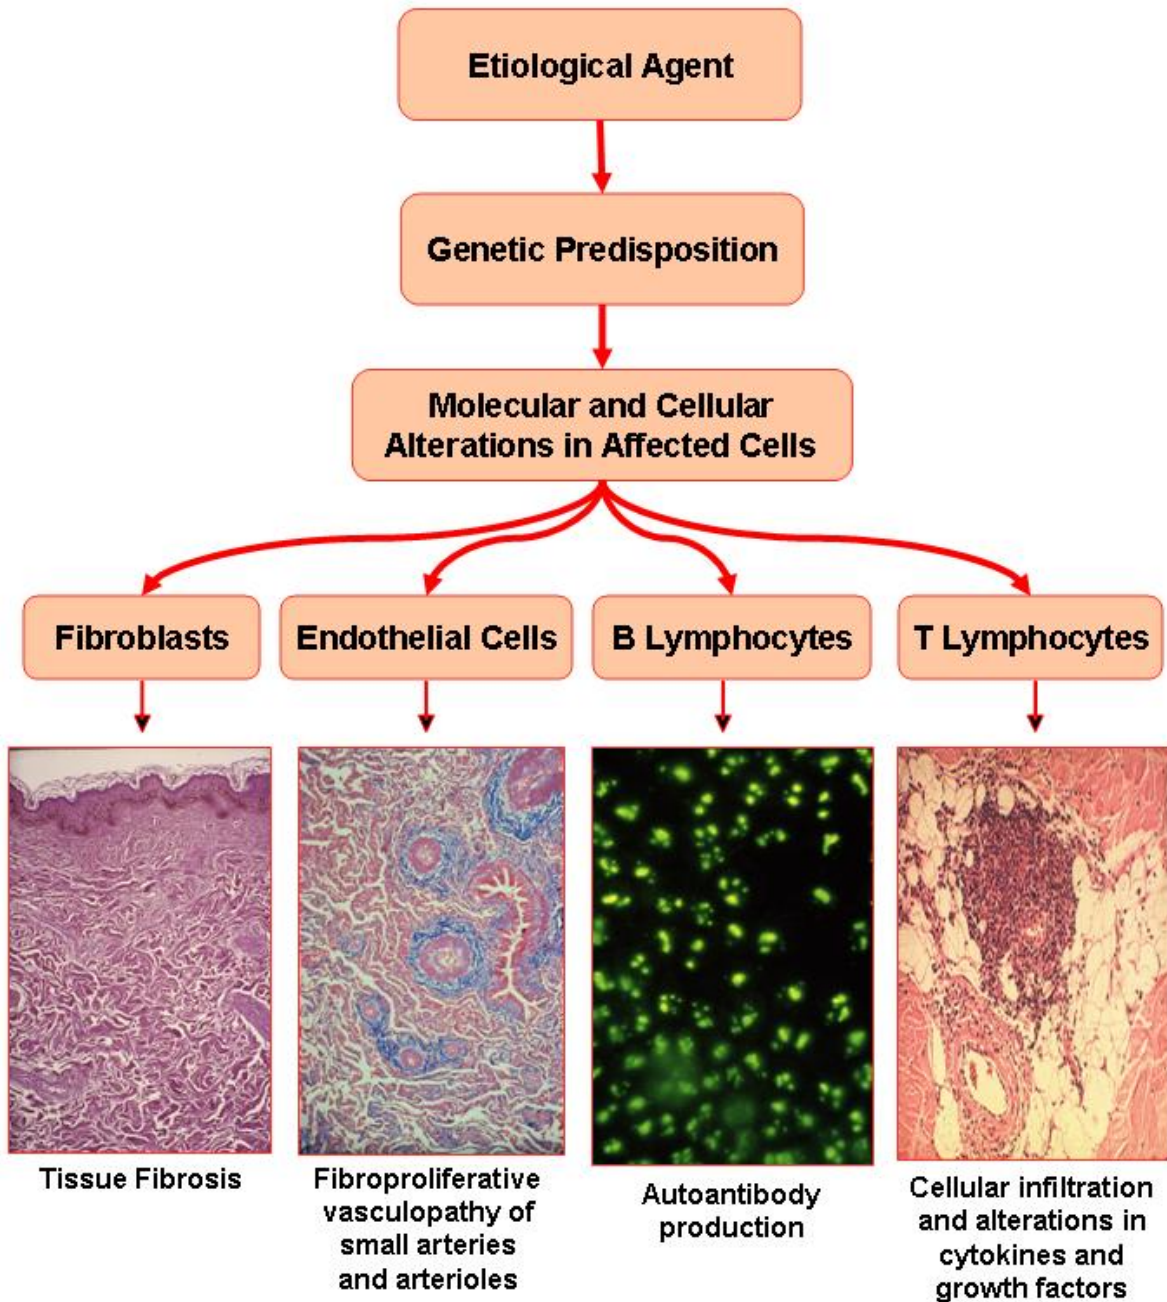 Etiological Agent
Genetic Predisposition
Molecular and Cellular
Alterations in Affected Cells
Fibroblasts
Endothelial Cells
B Lymphocytes
T Lymphocytes
Tissue Fibrosis
Fibroproliferative
vasculopathy of
small arteries
and arterioles
Autoantibody
production
Cellular infiltration
and alterations in
cytokines and
growth factors